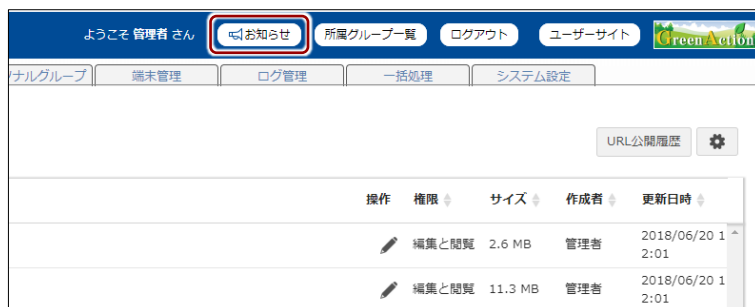 ようこそ 管理者 さん お知らせ 所属グループ一覧 ログアウト ユーザーサイト Green Action
ナルグループ 端末管理 ログ管理 一括処理 システム設定
URL公開履歴
操作 権限 サイズ 作成者 更新日時
編集と閲覧 2.6 MB 管理者 2018/06/20 1
2:01
編集と閲覧 11.3 MB 管理者 2018/06/20 1
2:01